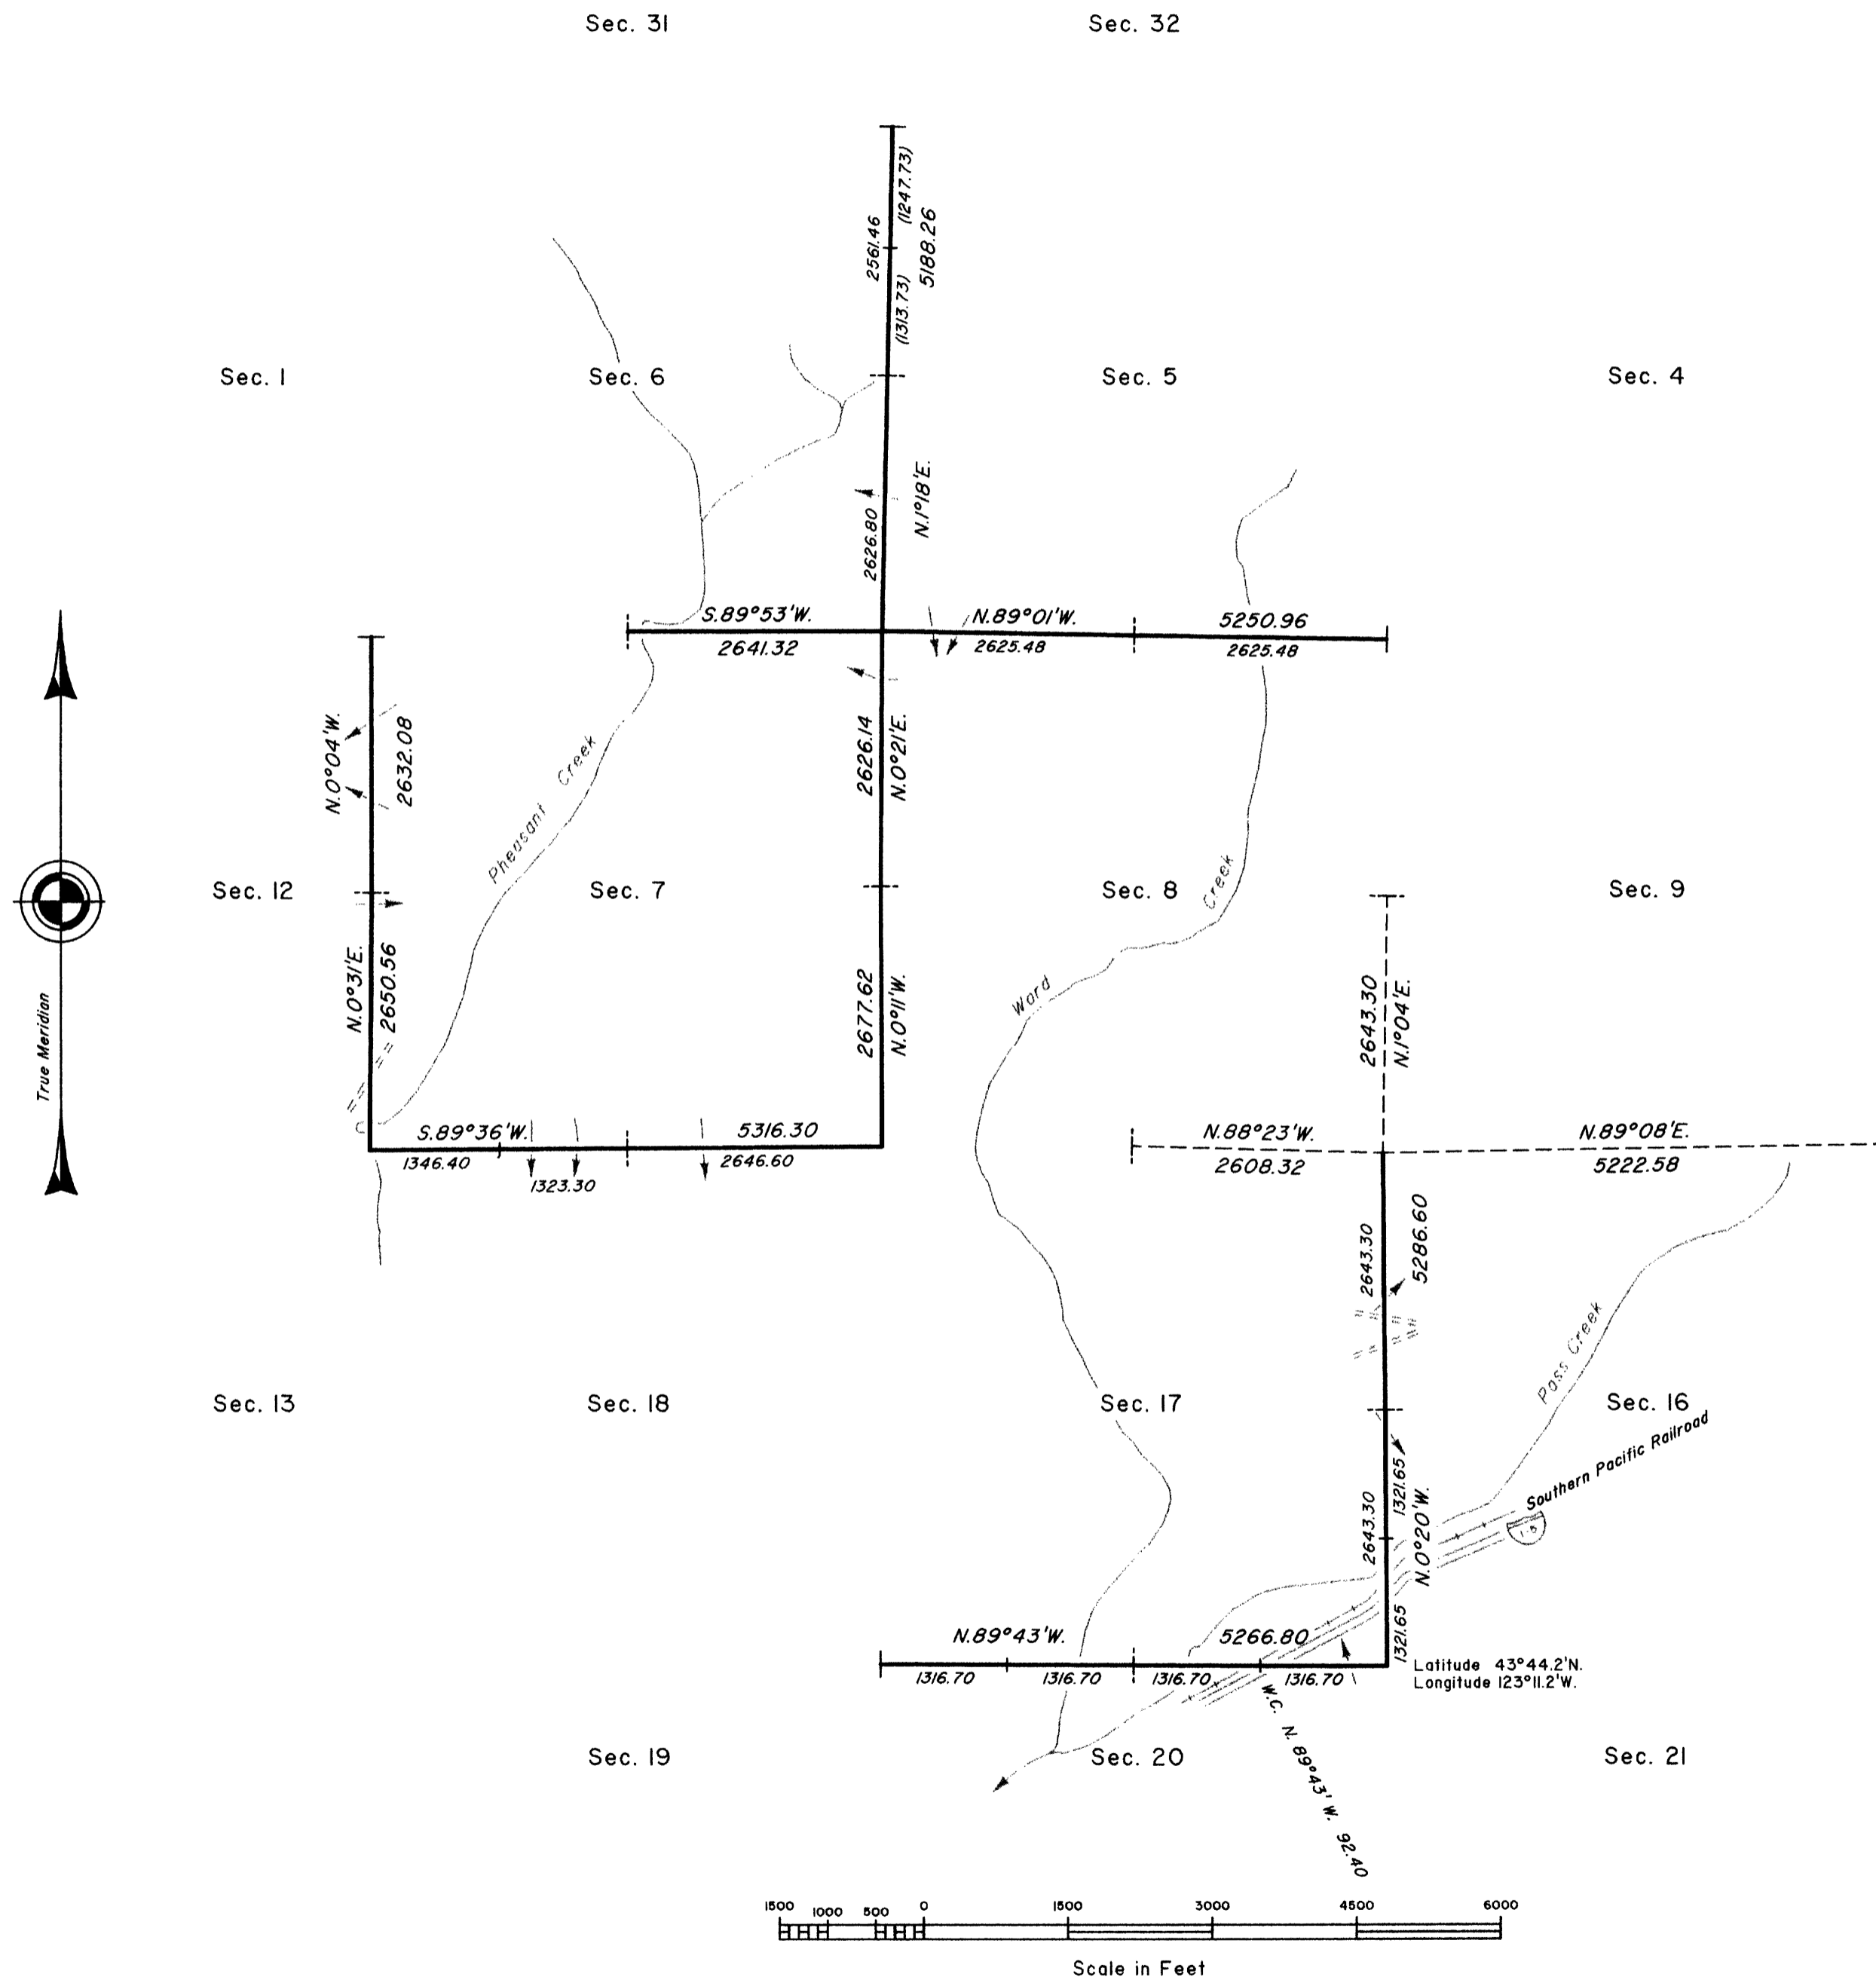 Sec. 31
Sec. 32
(1247.73)
2561.46
5188.26
(1313.73)
Sec. 1
Sec. 6
Sec. 5
Sec. 4
N.1°18'E.
2626.80
S.89°53'W.
N.89°01'W.
5250.96
2641.32
2625.48
2625.48
N.0°04'W.
2632.08
2626.14
N.0°21'E.
Pheasant Creek
Sec. 12
Sec. 7
Sec. 8
Sec. 9
Ward Creek
N.0°31'E.
2650.56
2677.62
N.0°11'W.
2643.30
N.1°04'E.
True Meridian
S.89°36'W.
5316.30
N.88°23'W.
N.89°08'E.
1346.40
2646.60
2608.32
5222.58
1323.30
2643.30
5286.60
Pass Creek
Sec. 13
Sec. 18
Sec. 17
Sec. 16
Southern Pacific Railroad
1321.65
2643.30
N.0°20'W.
I-5
1321.65
N.89°43'W.
5266.80
1316.70
1316.70
1316.70
1316.70
Latitude 43°44.2'N.
Longitude 123°11.2'W.
W.C. N. 89°43' W. 92.40
Sec. 19
Sec. 20
Sec. 21
1500 1000 500 0 1500 3000 4500 6000
Scale in Feet